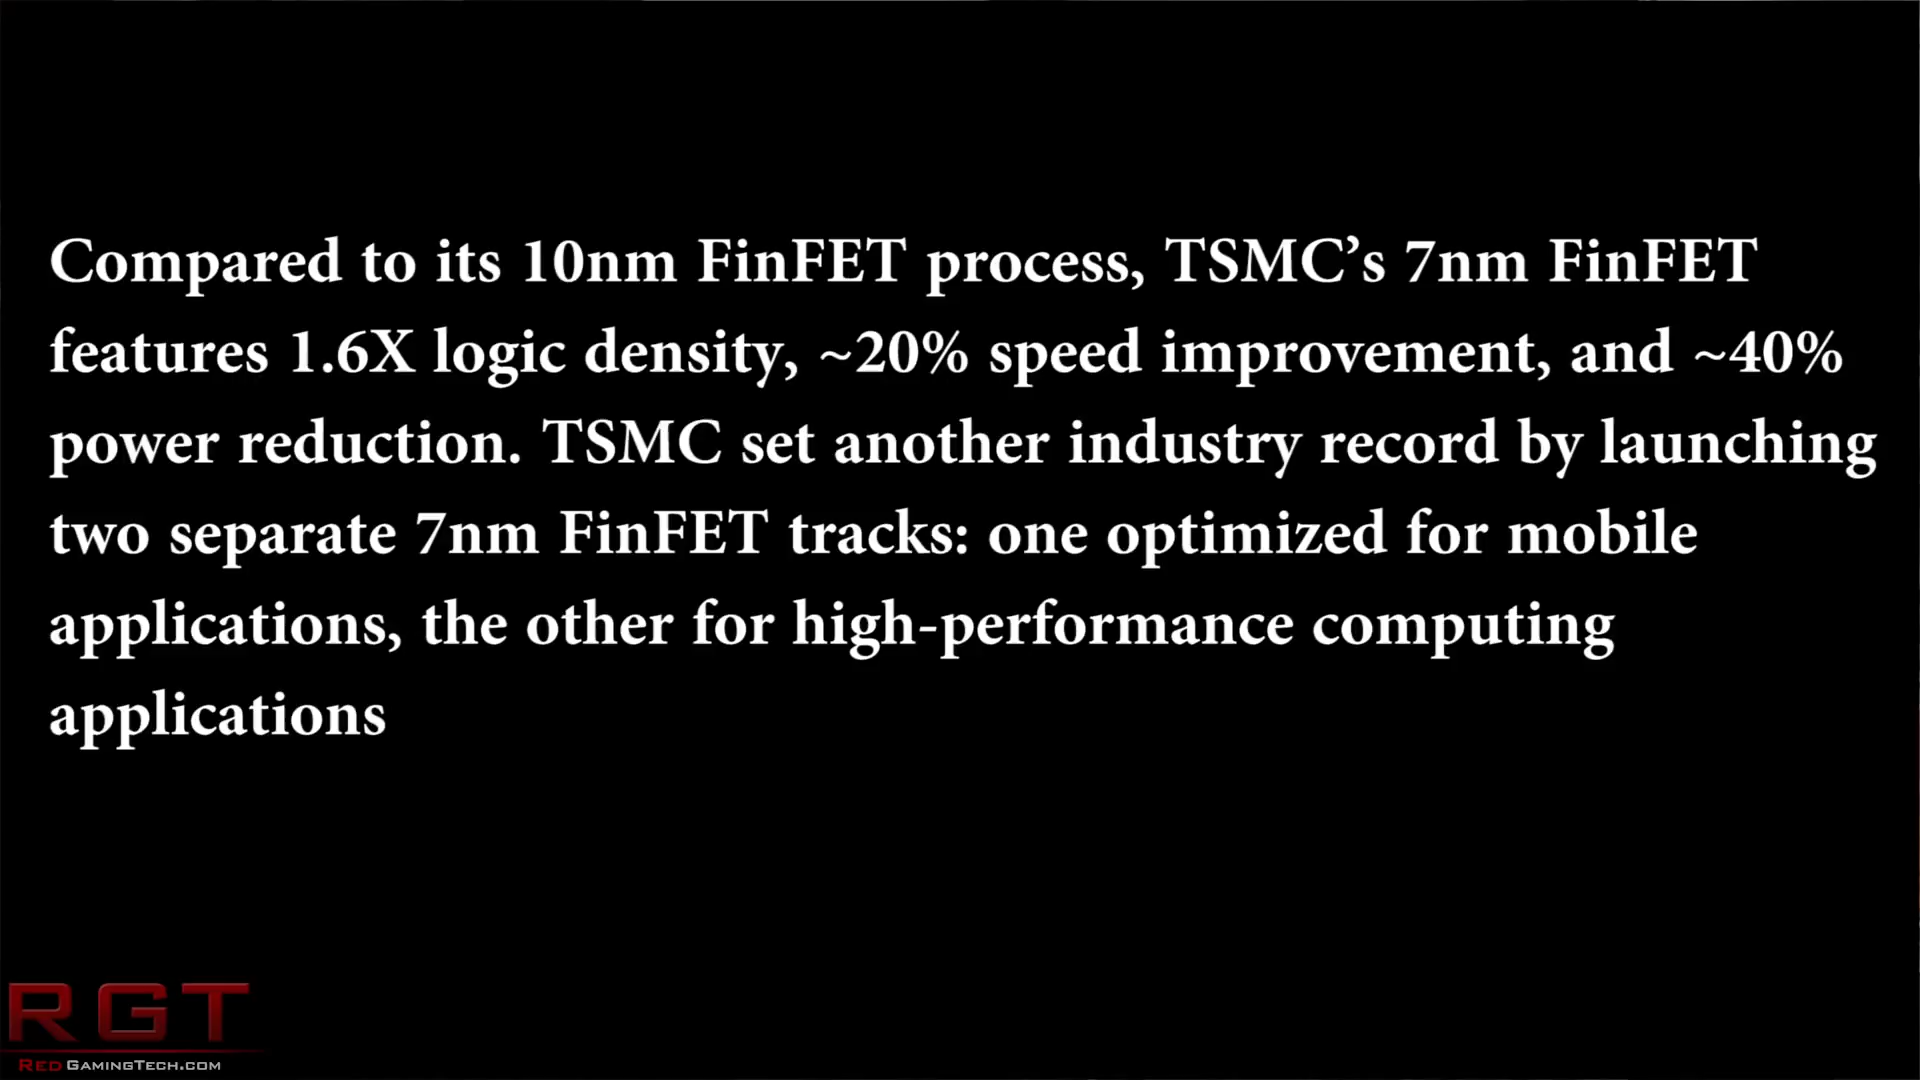 Compared to its 10nm FinFET process, TSMC’s 7nm FinFET
features 1.6X logic density, ~20% speed improvement, and ~40%
power reduction. TSMC set another industry record by launching
two separate 7nm FinFET tracks: one optimized for mobile
applications, the other for high-performance computing
applications
RGT
RedGamingTech.com